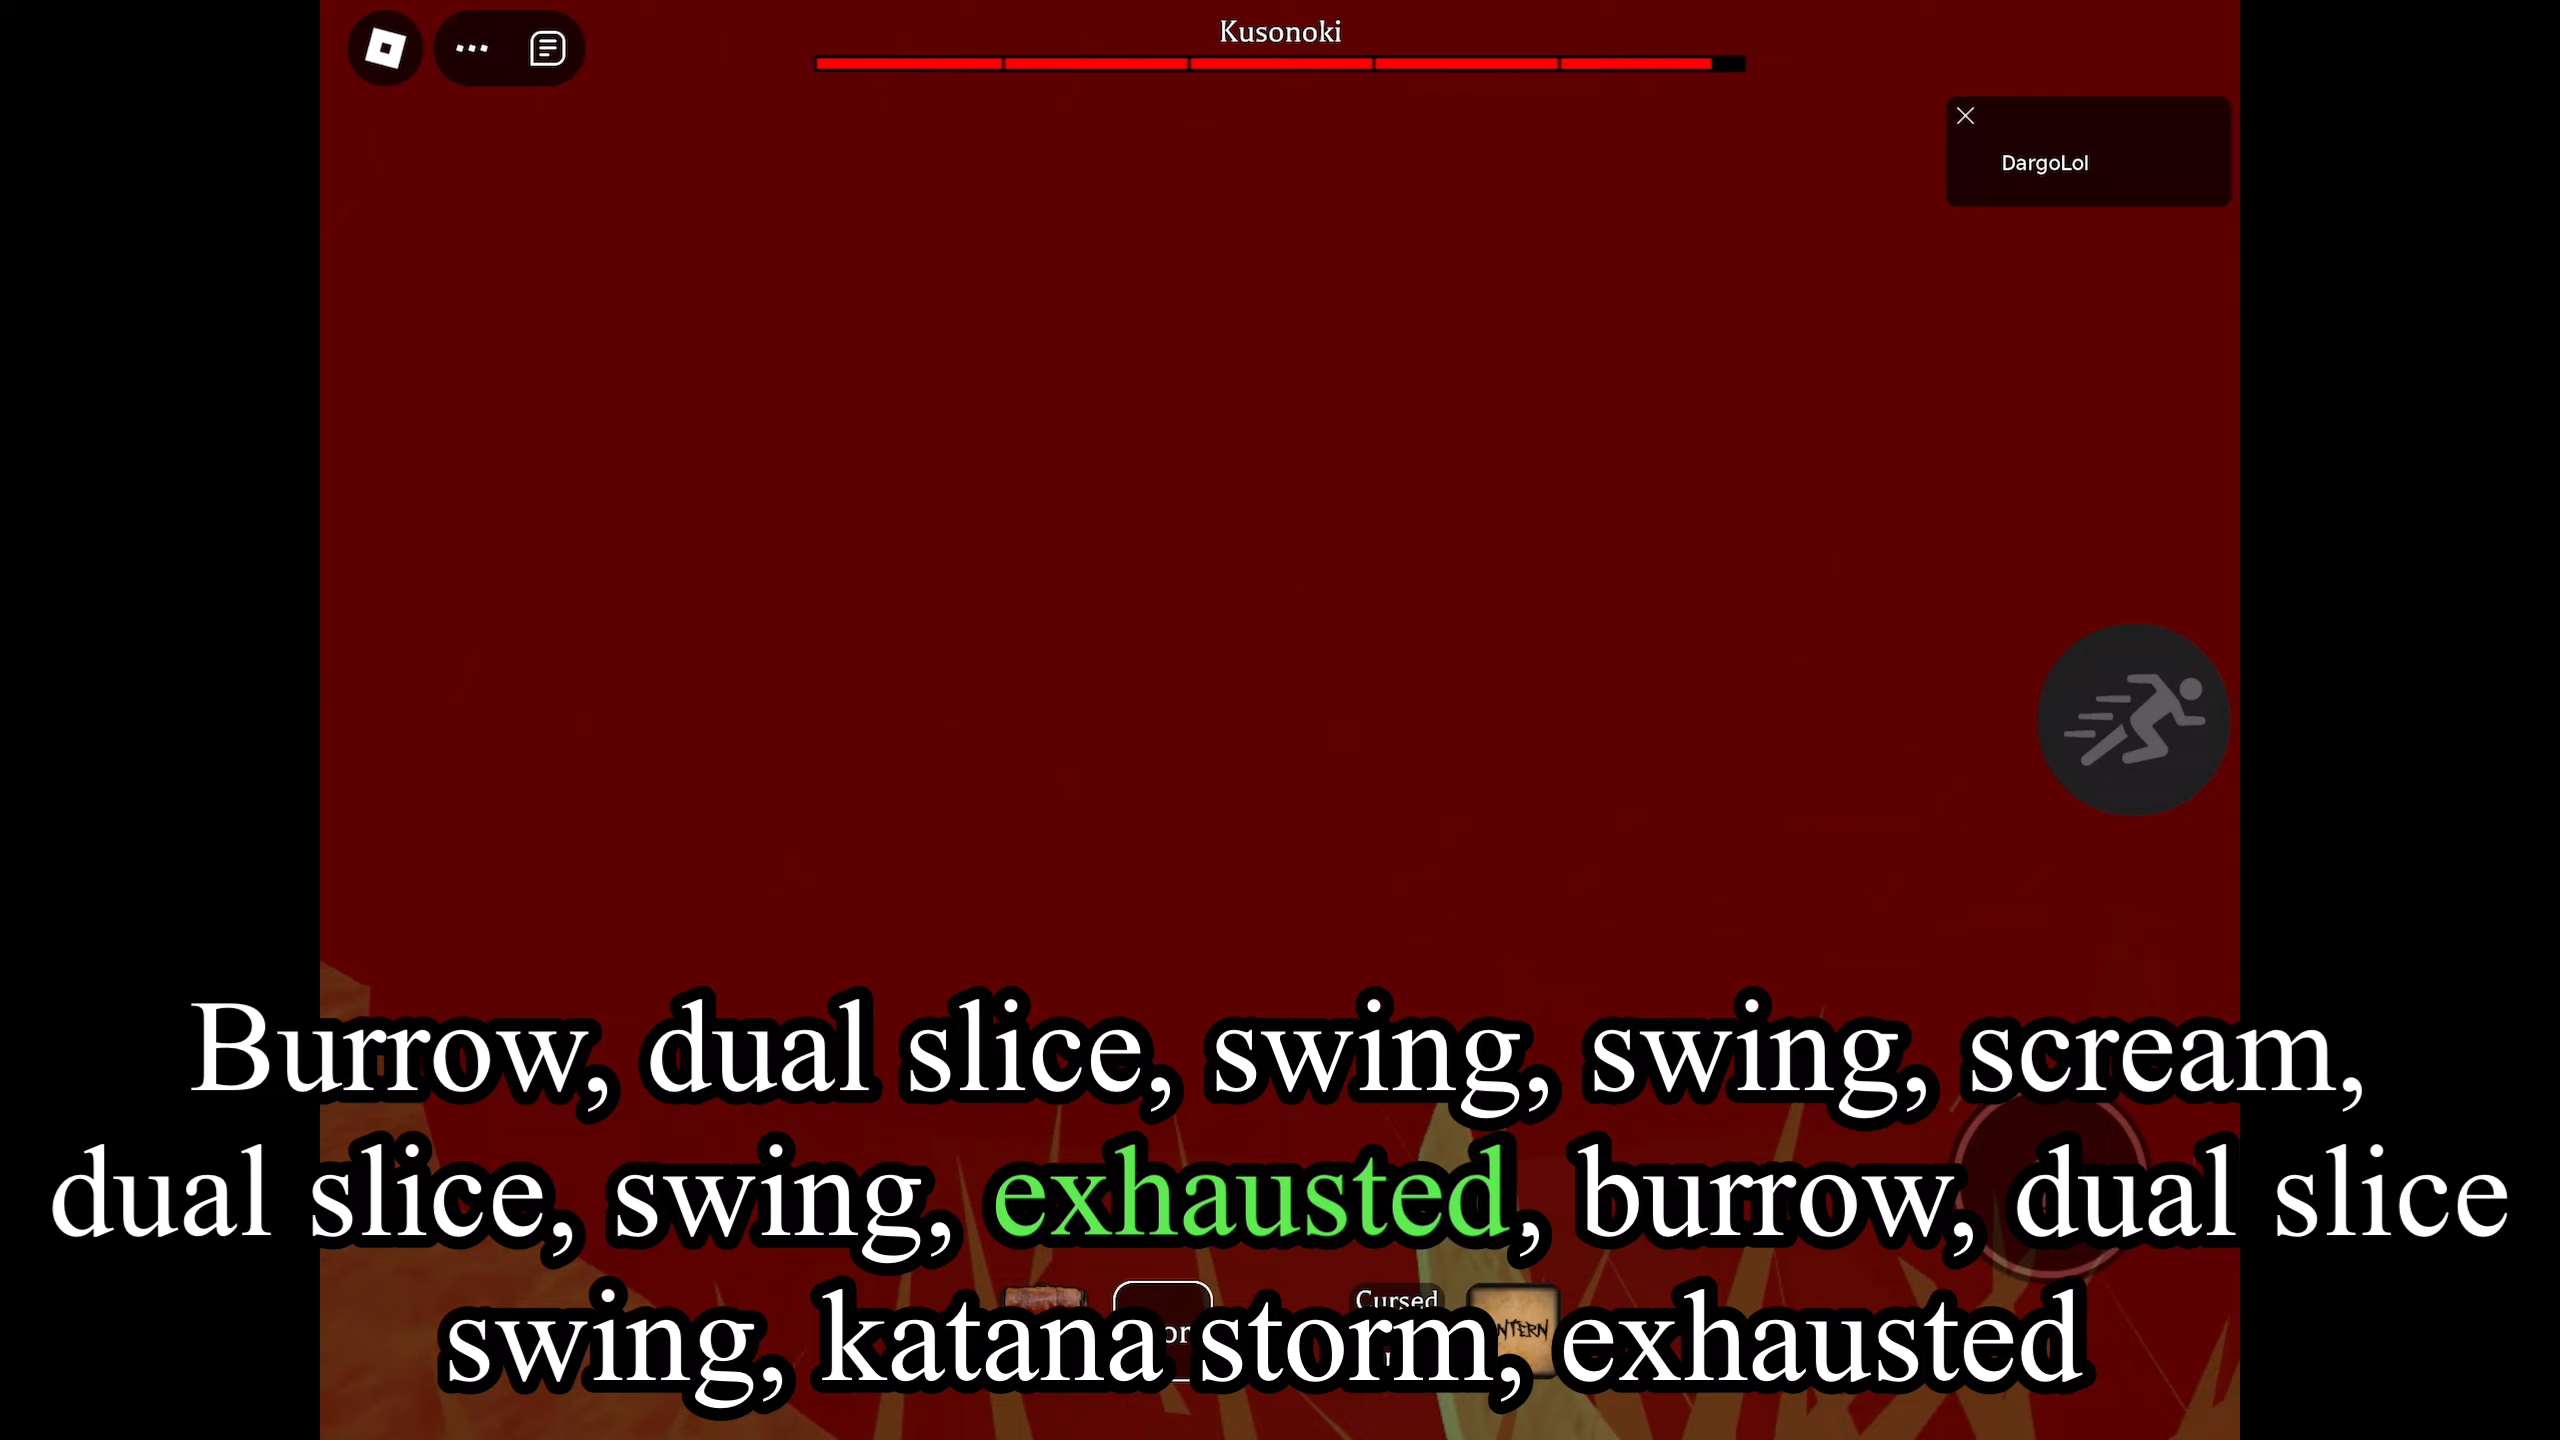 Kusonoki
DargoLol
Burrow, dual slice, swing, swing, scream,
dual slice, swing, exhausted, burrow, dual slice
Cursed
swing, katana storm, exhausted